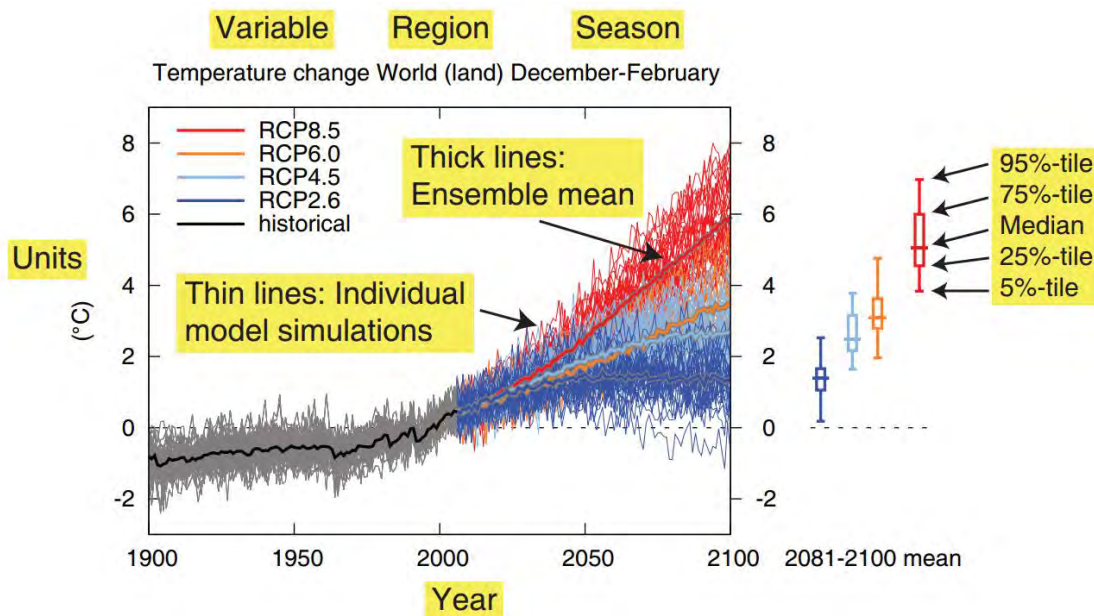 Variable Region Season
Temperature change World (land) December-February
RCP8.5
RCP6.0
RCP4.5
RCP2.6
historical
Thick lines:
Ensemble mean
Thin lines: Individual
model simulations
Units
(°C)
8
6
4
2
0
-2
8
6
4
2
0
-2
95%-tile
75%-tile
Median
25%-tile
5%-tile
1900 1950 2000 2050 2100 2081-2100 mean
Year